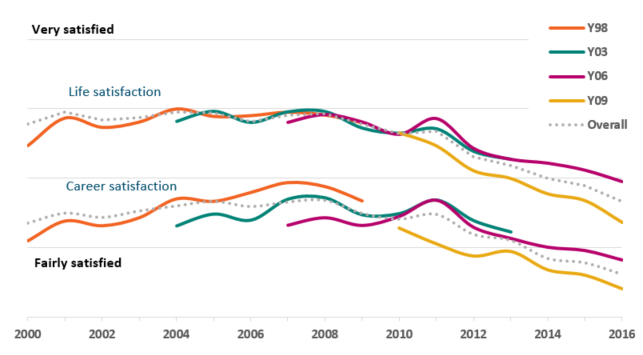 Very satisfied
Y98
Y03
Life satisfaction
Y06
Y09
Overall
Career satisfaction
Fairly satisfied
2000 2002 2004 2006 2008 2010 2012 2014 2016